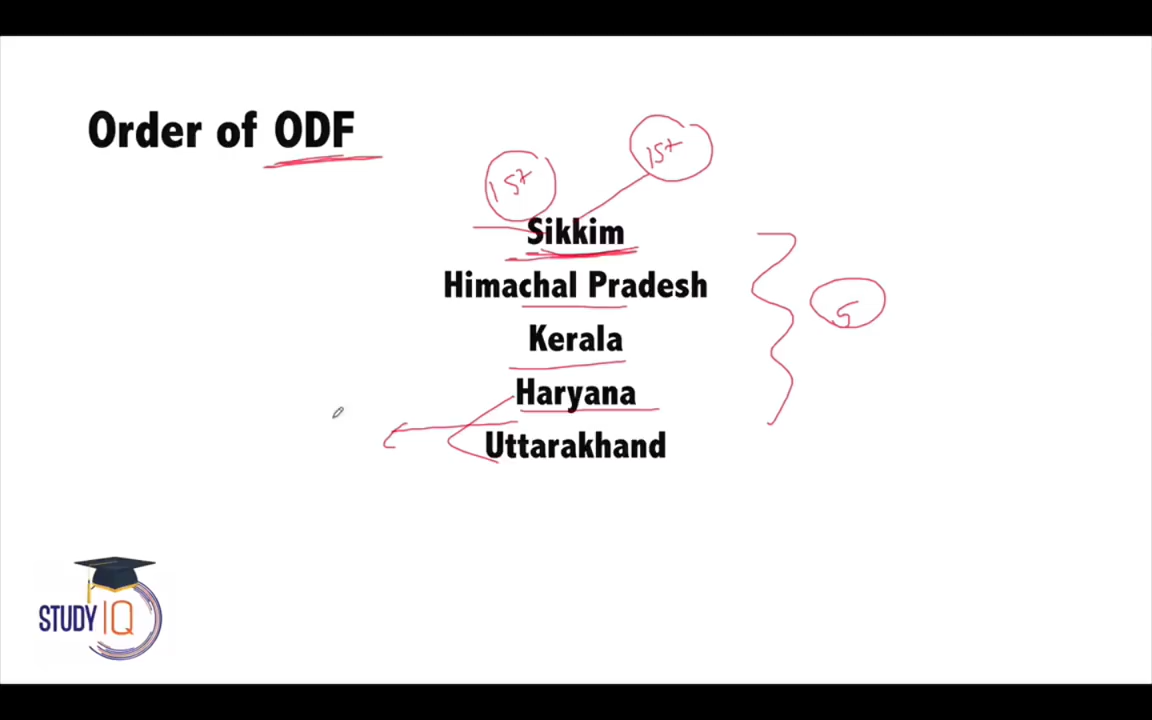 Order of ODF
1st
1st
Sikkim
Himachal Pradesh
5
Kerala
Haryana
Uttarakhand
STUDY IQ